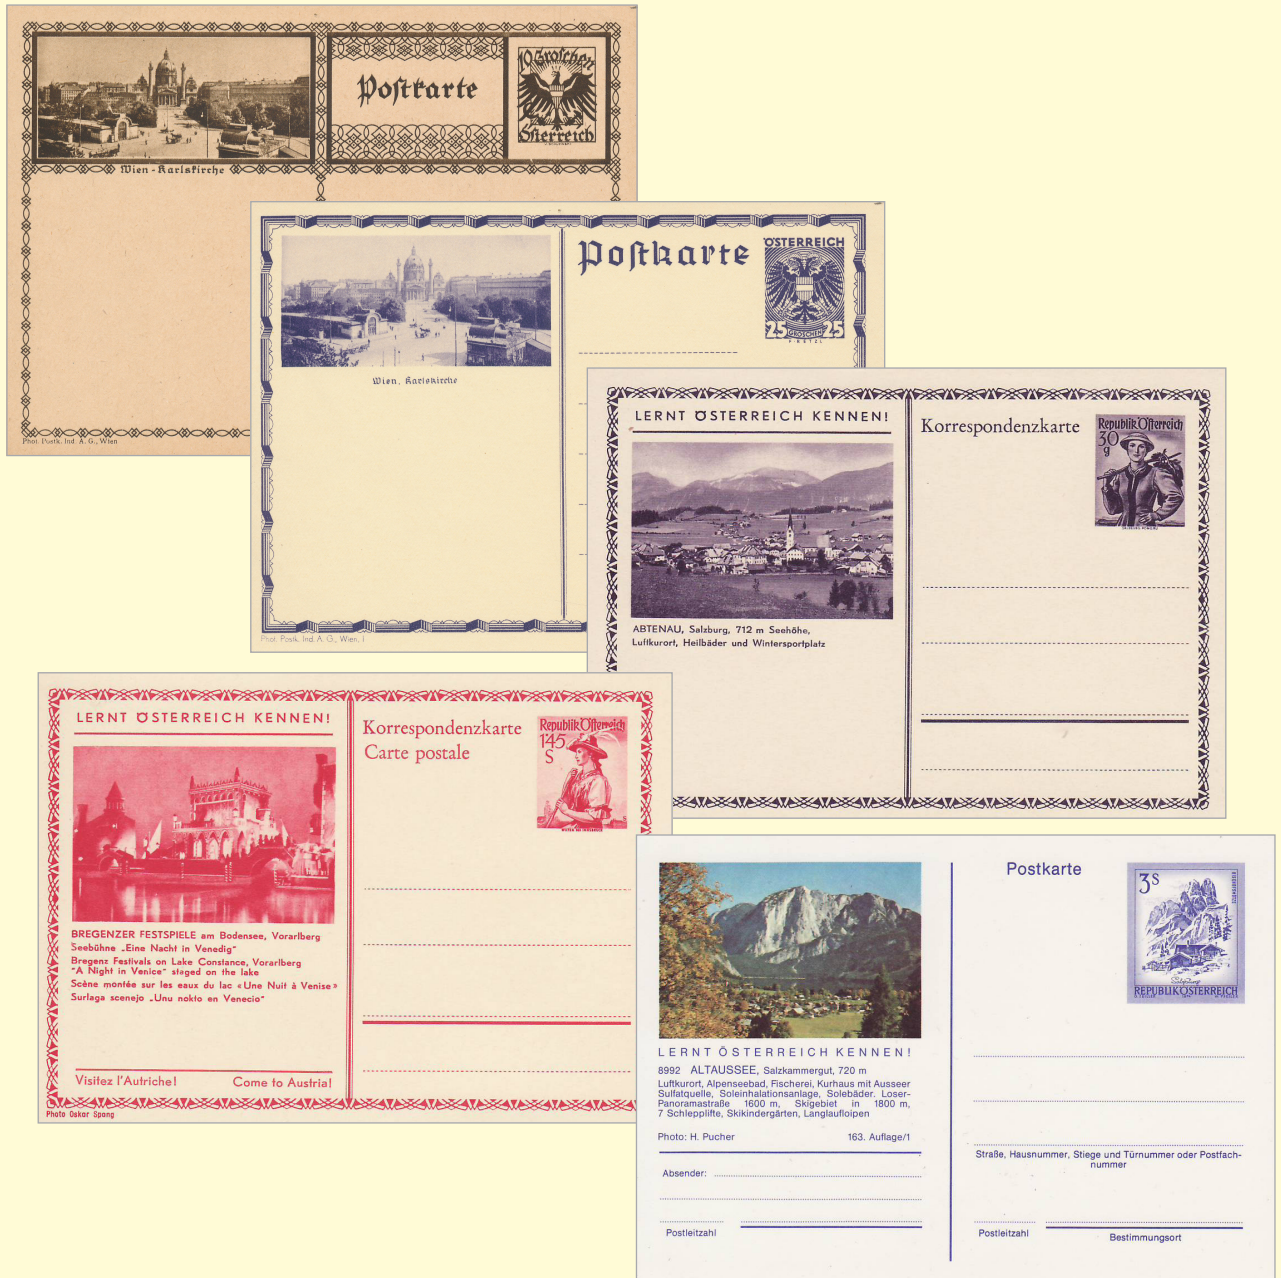 Postkarte
10 Groschen
Österreich
Wien - Karlskirche
Phot. Postk. Ind. A. G., Wien
Postkarte
ÖSTERREICH
25 GROSCHEN 25
Wien, Karlskirche
Phot. Postk. Ind. A. G., Wien, I
LERNT ÖSTERREICH KENNEN!
Korrespondenzkarte
Republik Österreich
30
g
ABTENAU, Salzburg, 712 m Seehöhe,
Luftkurort, Heilbäder und Wintersportplatz
LERNT ÖSTERREICH KENNEN!
Korrespondenzkarte
Carte postale
Republik Österreich
1'45
S
BREGENZER FESTSPIELE am Bodensee, Vorarlberg
Seebühne „Eine Nacht in Venedig“
Bregenz Festivals on Lake Constance, Vorarlberg
"A Night in Venice" staged on the lake
Scène montée sur les eaux du lac «Une Nuit à Venise»
Surlaga scenejo „Unu nokto en Venecio“
Visitez l'Autriche! Come to Austria!
Photo Oskar Spang
Postkarte
3 S
REPUBLIK ÖSTERREICH
LERNT ÖSTERREICH KENNEN!
8992 ALTAUSSEE, Salzkammergut, 720 m
Luftkurort, Alpenseebad, Fischerei, Kurhaus mit Ausseer
Sulfatquelle, Soleinhalationsanlage, Solebäder. Loser-
Panoramastraße 1600 m, Skigebiet in 1800 m,
7 Schlepplifte, Skikindergärten, Langlaufloipen
Photo: H. Pucher 163. Auflage/1
Absender:
Postleitzahl
Straße, Hausnummer, Stiege und Türnummer oder Postfach-
nummer
Postleitzahl
Bestimmungsort